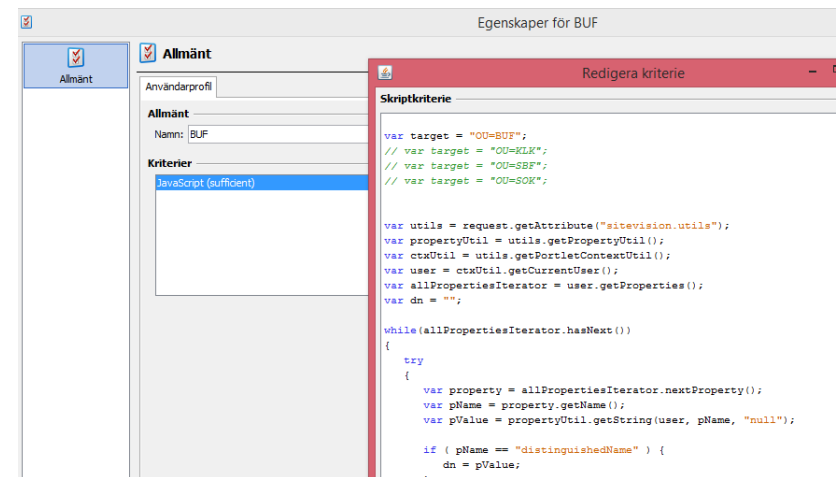 Egenskaper för BUF
Allmänt
Allmänt
Användarprofil
Allmänt
Namn: BUF
Kriterier
JavaScript (sufficient)
Redigera kriterie
Skriptkriterie
var target = "OU=BUF";
// var target = "OU=KLK";
// var target = "OU=SBF";
// var target = "OU=SOK";
var utils = request.getAttribute("sitevision.utils");
var propertyUtil = utils.getPropertyUtil();
var ctxUtil = utils.getPortletContextUtil();
var user = ctxUtil.getCurrentUser();
var allPropertiesIterator = user.getProperties();
var dn = "";
while(allPropertiesIterator.hasNext())
{
try
{
var property = allPropertiesIterator.nextProperty();
var pName = property.getName();
var pValue = propertyUtil.getString(user, pName, "null");
if ( pName == "distinguishedName" ) {
dn = pValue;